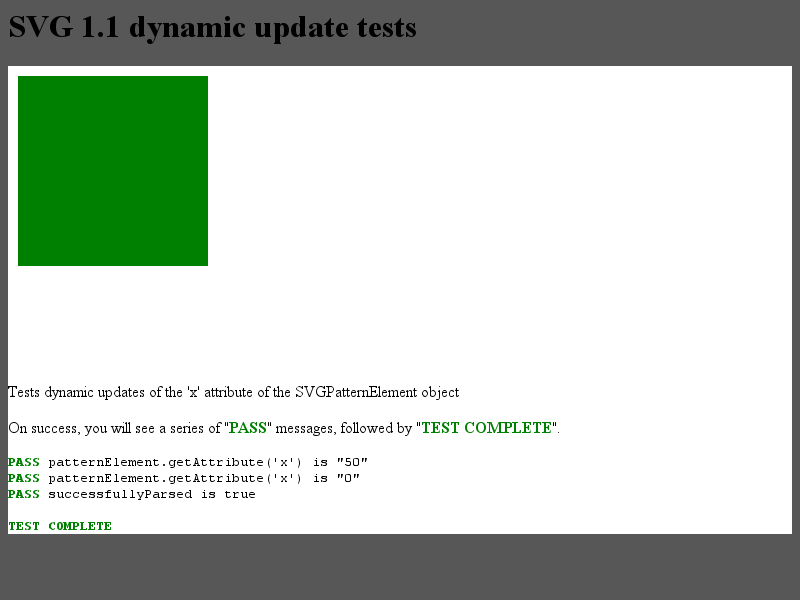 SVG 1.1 dynamic update tests
Tests dynamic updates of the 'x' attribute of the SVGPatternElement object
On success, you will see a series of "PASS" messages, followed by "TEST COMPLETE".
PASS patternElement.getAttribute('x') is "50"
PASS patternElement.getAttribute('x') is "0"
PASS successfullyParsed is true
TEST COMPLETE